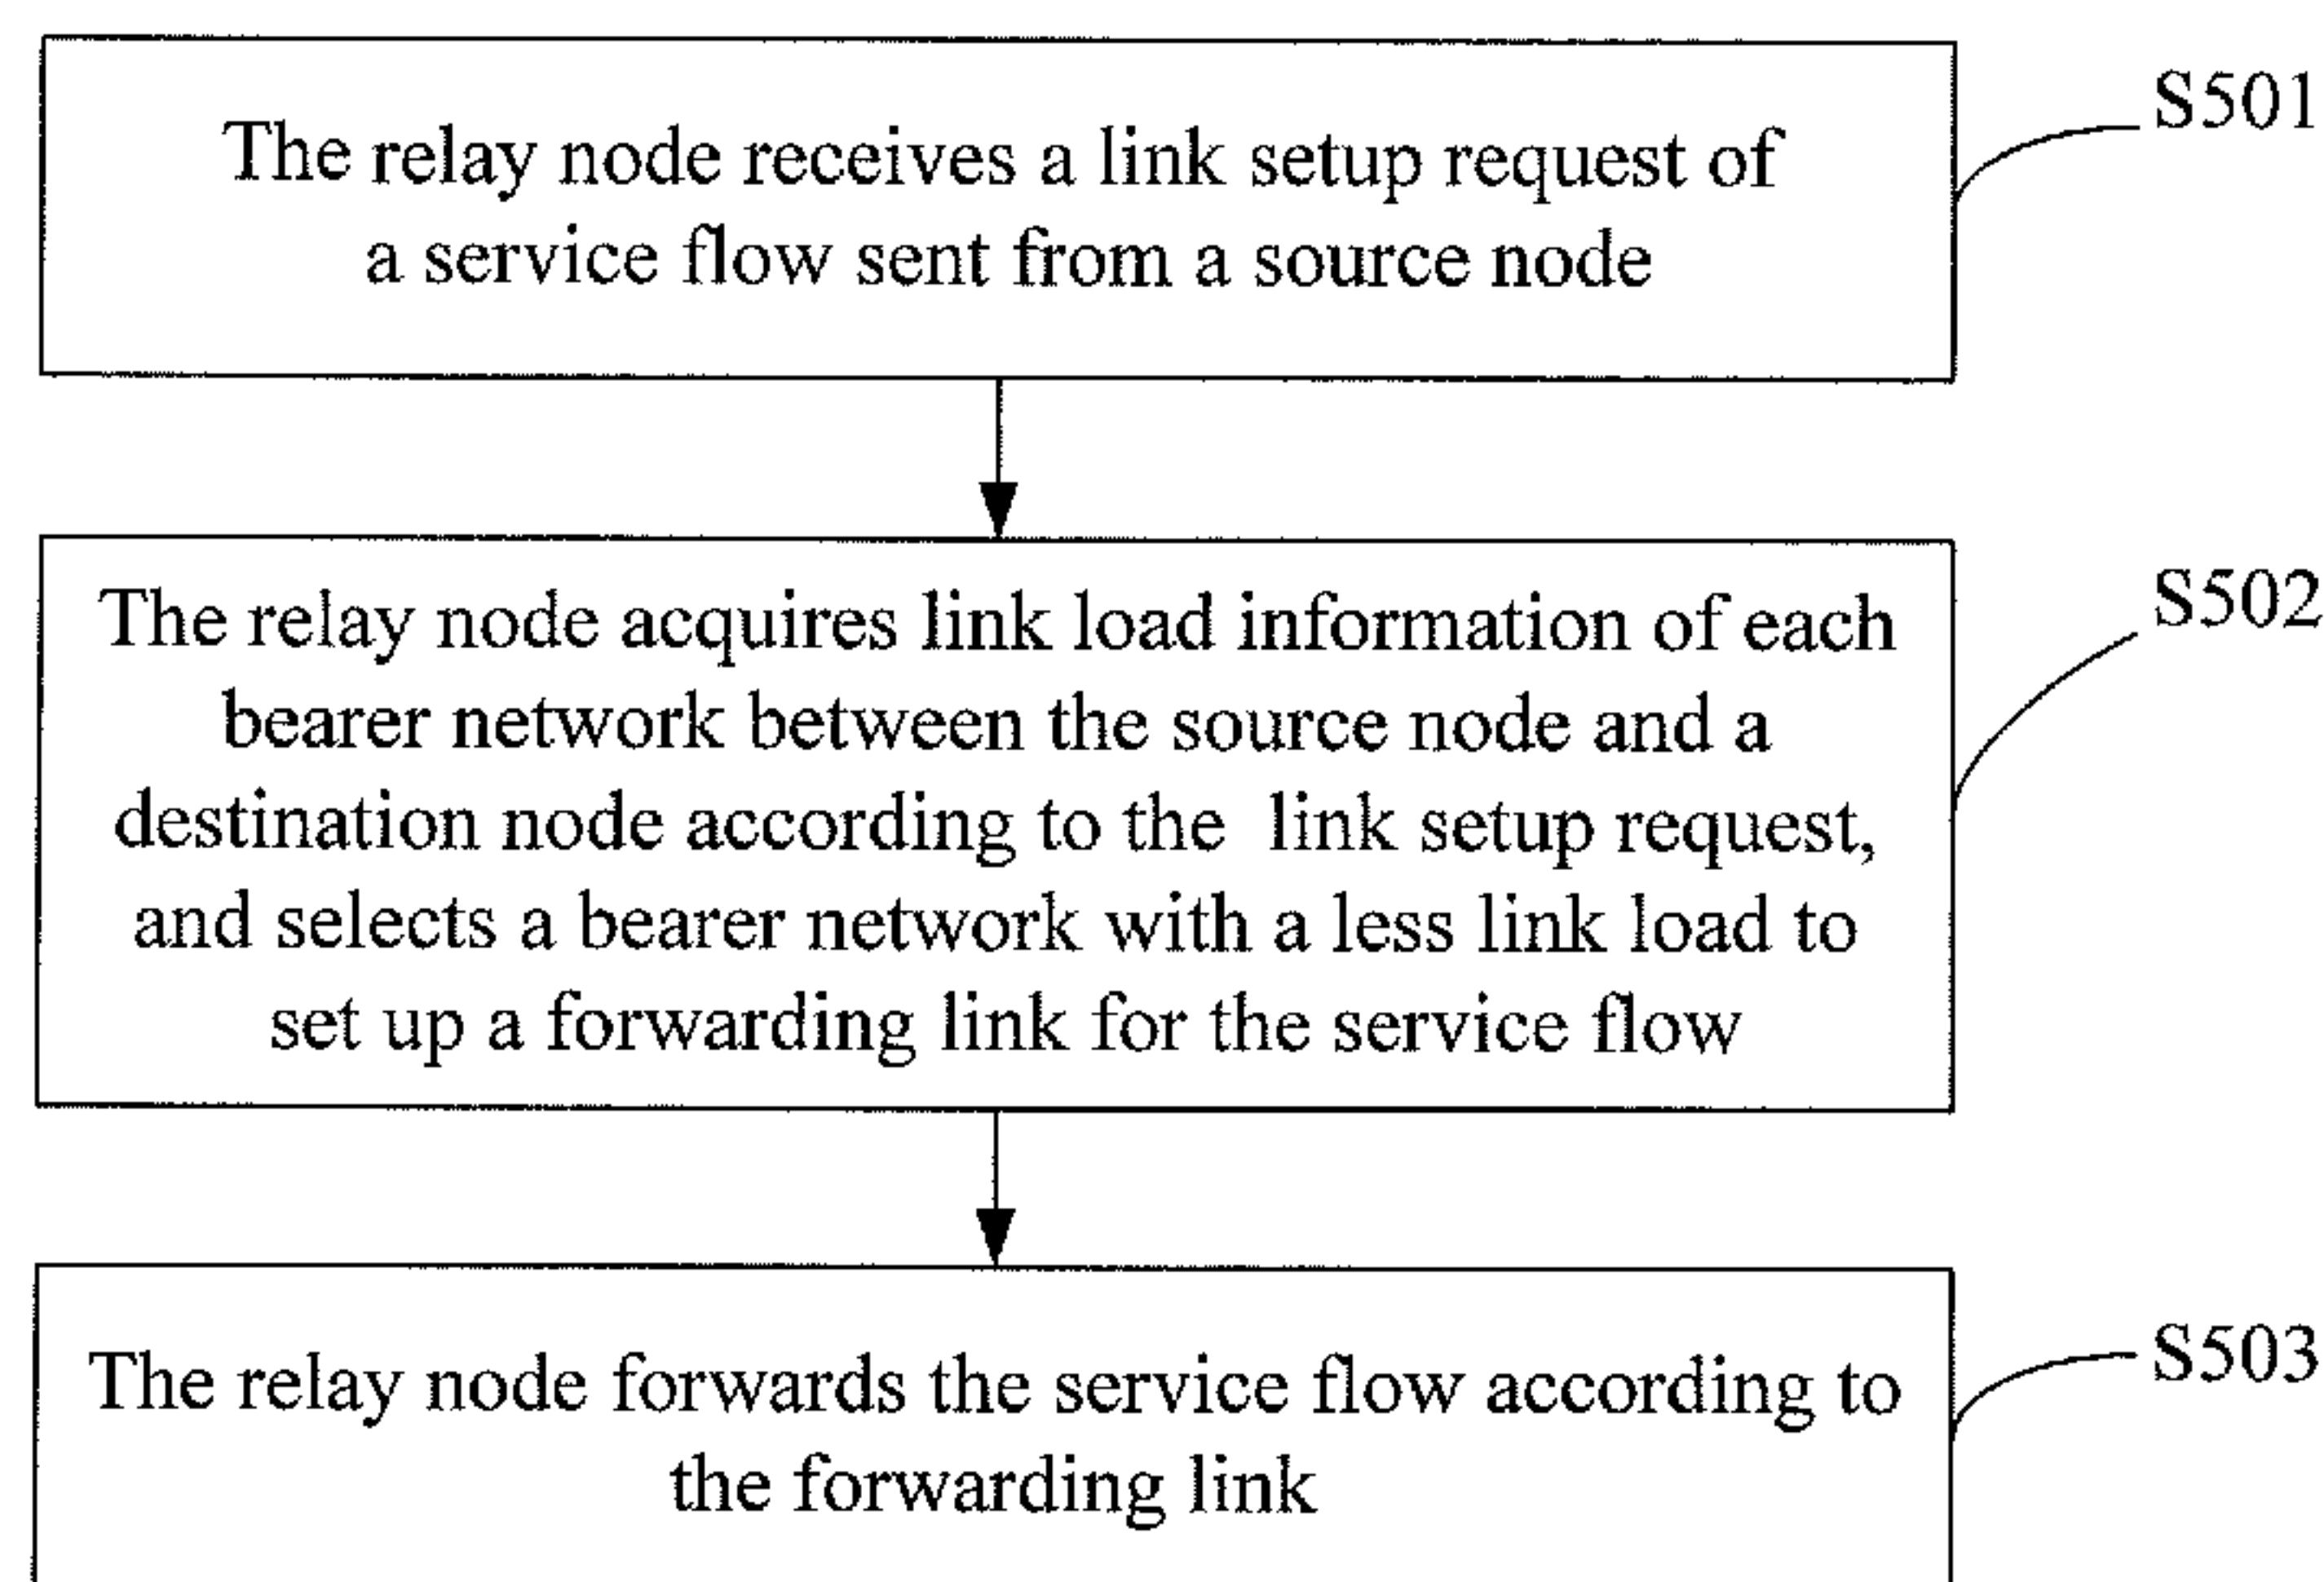 The relay node receives a link setup request of
a service flow sent from a source node
S501
The relay node acquires link load information of each
bearer network between the source node and a
destination node according to the link setup request,
and selects a bearer network with a less link load to
set up a forwarding link for the service flow
S502
The relay node forwards the service flow according to
the forwarding link
S503